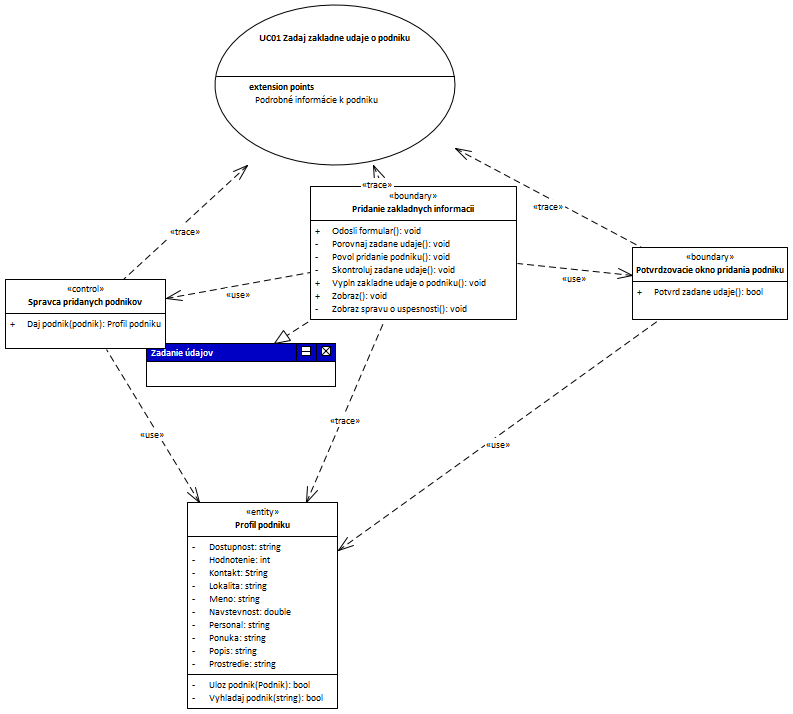 UC01 Zadaj zakladne udaje o podniku
extension points
Podrobné informácie k podniku
«trace»
«trace»
«trace»
«boundary»
Pridanie zakladnych informacii
+ Odosli formular(): void
- Porovnaj zadane udaje(): void
- Povol pridanie podniku(): void
- Skontroluj zadane udaje(): void
+ Vypln zakladne udaje o podniku(): void
+ Zobraz(): void
- Zobraz spravu o uspesnosti(): void
«boundary»
Potvrdzovacie okno pridania podniku
+ Potvrd zadane udaje(): bool
«control»
Spravca pridanych podnikov
+ Daj podnik(podnik): Profil podniku
«use»
«use»
Zadanie údajov
«use»
«trace»
«use»
«entity»
Profil podniku
- Dostupnost: string
- Hodnotenie: int
- Kontakt: String
- Lokalita: string
- Meno: string
- Navstevnost: double
- Personal: string
- Ponuka: string
- Popis: string
- Prostredie: string
- Uloz podnik(Podnik): bool
- Vyhladaj podnik(string): bool